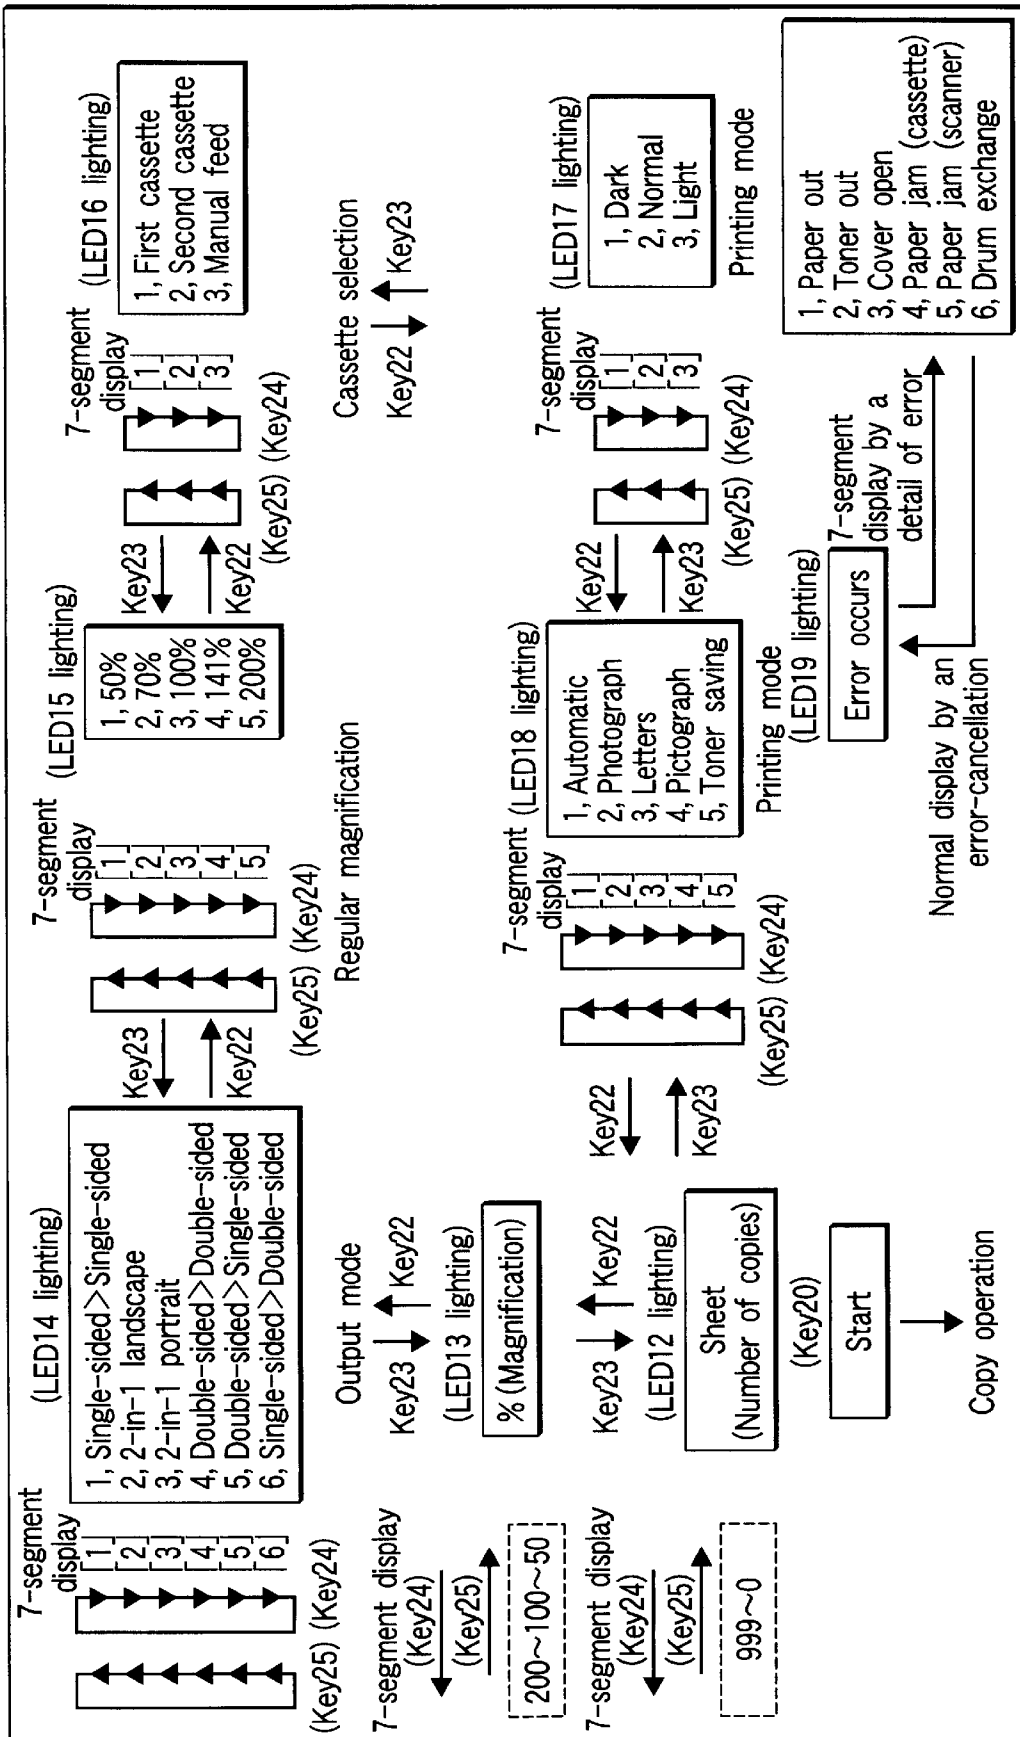 (LED14 lighting)
7-segment
display
1
2
3
4
5
6
(Key25) (Key24)
1, Single-sided>Single-sided
2, 2-in-1 landscape
3, 2-in-1 portrait
4, Double-sided>Double-sided
5, Double-sided>Single-sided
6, Single-sided>Double-sided
Output mode
Key23
Key22
(LED15 lighting)
7-segment
display
1
2
3
4
5
(Key25) (Key24)
Regular magnification
1, 50%
2, 70%
3, 100%
4, 141%
5, 200%
Key23
Key22
(LED16 lighting)
7-segment
display
1
2
3
(Key25) (Key24)
1, First cassette
2, Second cassette
3, Manual feed
Cassette selection
Key22
Key23
Key23
Key22
7-segment display
(Key24)
(Key25)
200~100~50
(LED13 lighting)
% (Magnification)
Key23
Key22
7-segment display
(Key24)
(Key25)
999~0
(LED12 lighting)
Sheet
(Number of copies)
Key22
Key23
7-segment
display
(LED18 lighting)
1
2
3
4
5
(Key25) (Key24)
1, Automatic
2, Photograph
3, Letters
4, Pictograph
5, Toner saving
Printing mode
Key22
Key23
7-segment
display
(LED17 lighting)
1
2
3
(Key25) (Key24)
1, Dark
2, Normal
3, Light
Printing mode
(Key20)
Start
Copy operation
(LED19 lighting)
Error occurs
7-segment
display by a
detail of error
1, Paper out
2, Toner out
3, Cover open
4, Paper jam (cassette)
5, Paper jam (scanner)
6, Drum exchange
Normal display by an
error-cancellation